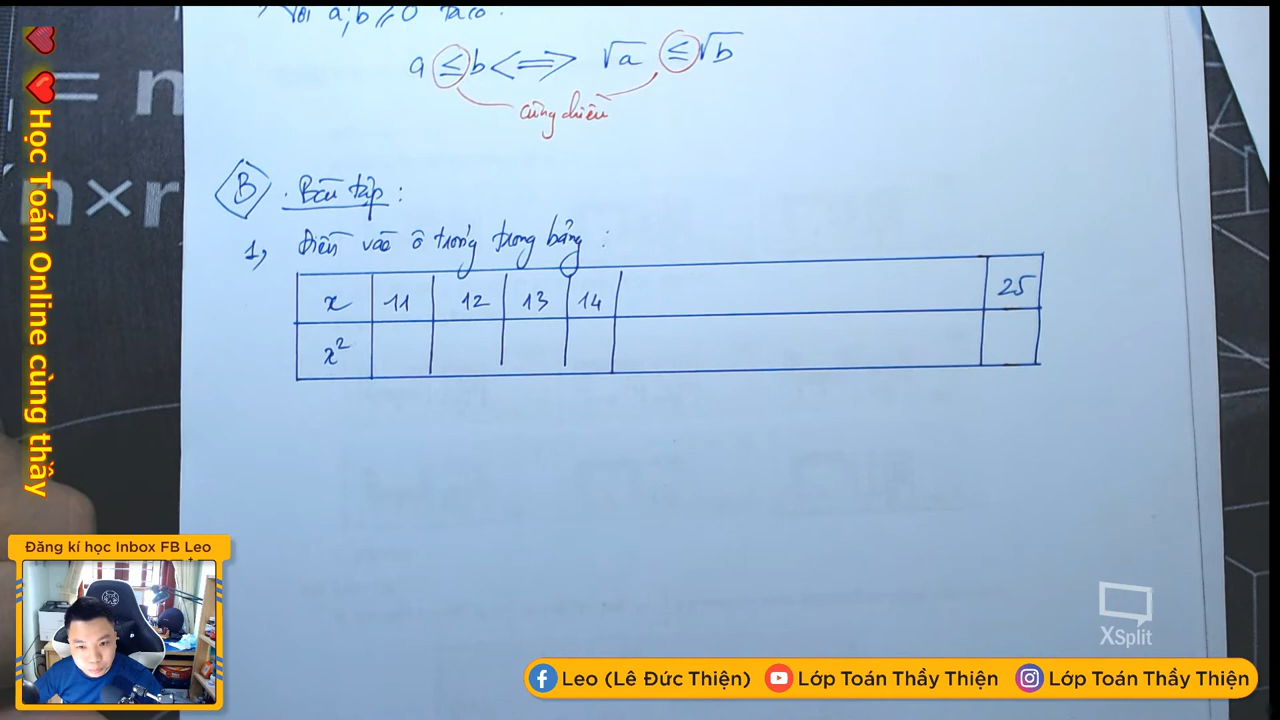 Với a; b ⩾ 0 ta có:
a ≤ b <=> √a ≤ √b
cùng chiều
B. Bài tập:
1, Điền vào ô trống trong bảng:
x 11 12 13 14 25
x²
Học Toán Online cùng thầy
Đăng kí học Inbox FB Leo
XSplit
Leo (Lê Đức Thiện) Lớp Toán Thầy Thiện Lớp Toán Thầy Thiện